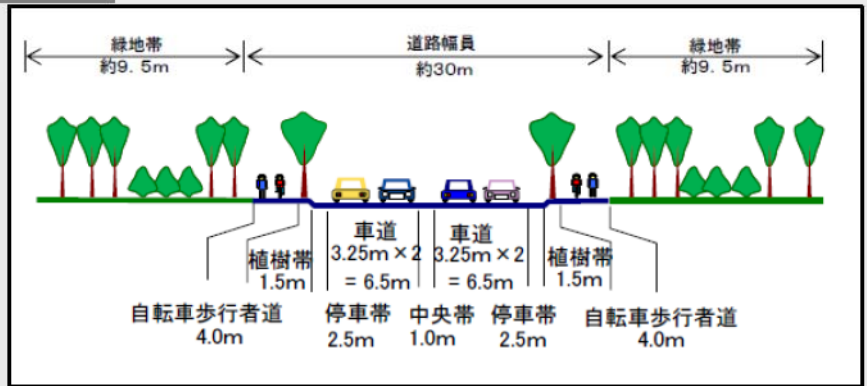 緑地帯
約9.5m
道路幅員
約30m
緑地帯
約9.5m
車道
3.25m×2
= 6.5m
車道
3.25m×2
= 6.5m
植樹帯
1.5m
植樹帯
1.5m
自転車歩行者道
4.0m
停車帯
2.5m
中央帯
1.0m
停車帯
2.5m
自転車歩行者道
4.0m